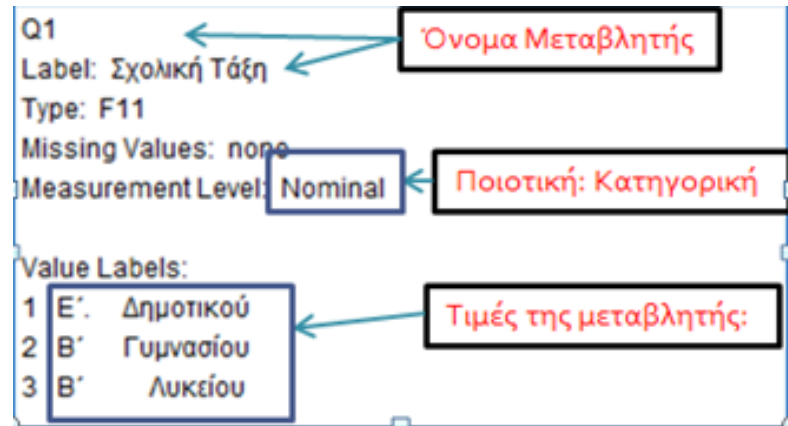 Q1
Όνομα Μεταβλητής
Label: Σχολική Τάξη
Type: F11
Missing Values: none
Measurement Level: Nominal
Ποιοτική: Κατηγορική
Value Labels:
1 Ε΄. Δημοτικού
Τιμές της μεταβλητής:
2 Β΄ Γυμνασίου
3 Β΄ Λυκείου